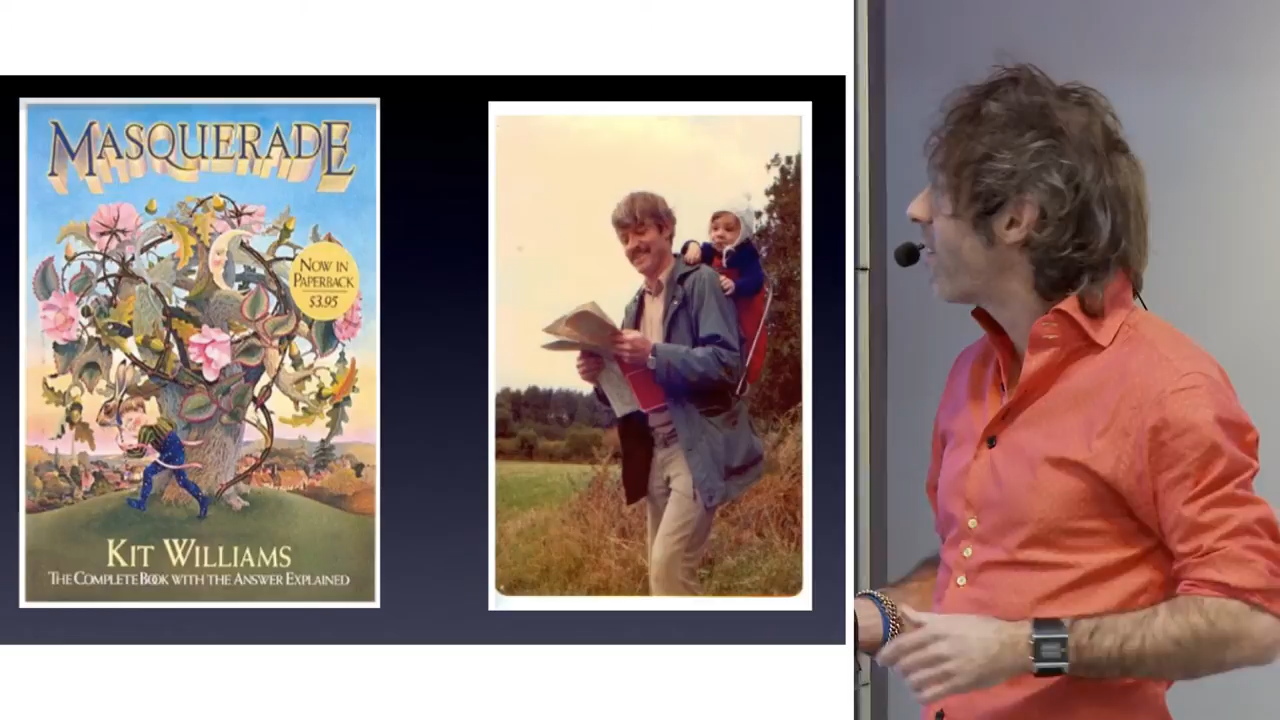 MASQUERADE
NOW IN
PAPERBACK
$3.95
KIT WILLIAMS
THE COMPLETE BOOK WITH THE ANSWER EXPLAINED